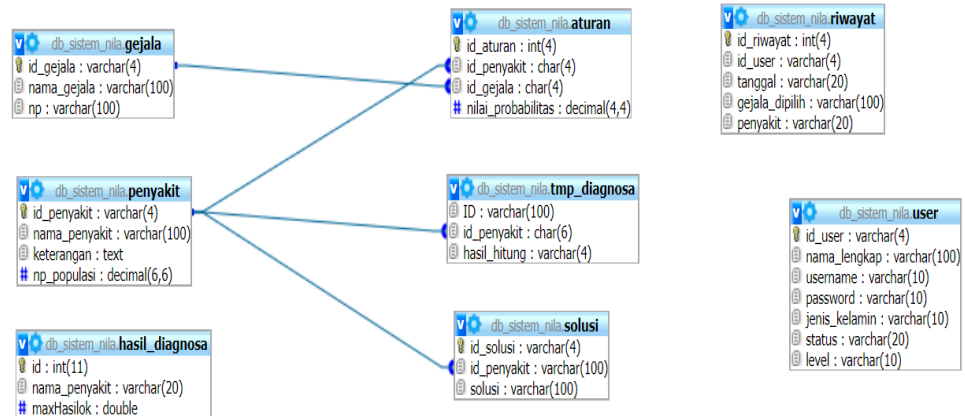 db_sistem_nila.gejala
id_gejala : varchar(4)
nama_gejala : varchar(100)
np : varchar(100)
db_sistem_nila.aturan
id_aturan : int(4)
id_penyakit : char(4)
id_gejala : char(4)
# nilai_probabilitas : decimal(4,4)
db_sistem_nila.riwayat
id_riwayat : int(4)
id_user : varchar(4)
tanggal : varchar(20)
gejala_dipilih : varchar(100)
penyakit : varchar(20)
db_sistem_nila.penyakit
id_penyakit : varchar(4)
nama_penyakit : varchar(100)
keterangan : text
# np_populasi : decimal(6,6)
db_sistem_nila.tmp_diagnosa
ID : varchar(100)
id_penyakit : char(6)
hasil_hitung : varchar(4)
db_sistem_nila.user
id_user : varchar(4)
nama_lengkap : varchar(100)
username : varchar(10)
password : varchar(10)
jenis_kelamin : varchar(10)
status : varchar(20)
level : varchar(10)
db_sistem_nila.hasil_diagnosa
id : int(11)
nama_penyakit : varchar(20)
# maxHasilok : double
db_sistem_nila.solusi
id_solusi : varchar(4)
id_penyakit : varchar(100)
solusi : varchar(100)